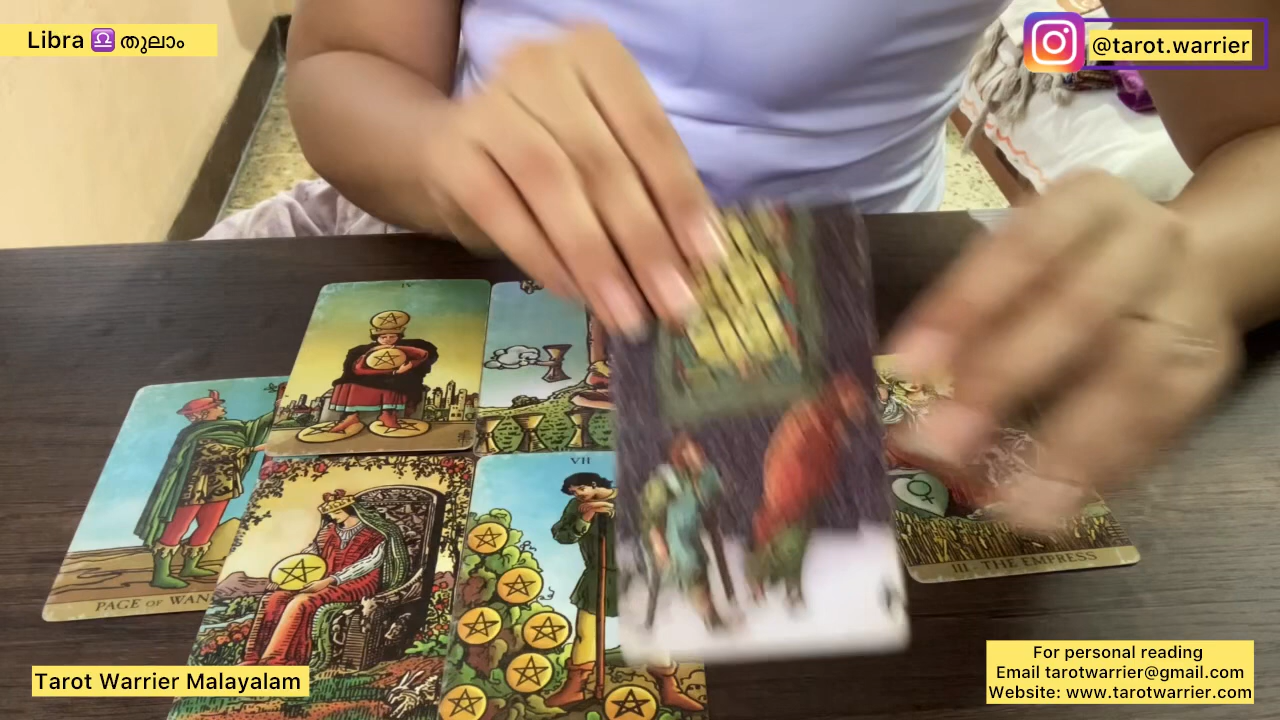 Libra ♎ തുലാം
@tarot.warrier
IV
VII
PAGE OF WAN
III - THE EMPRESS
Tarot Warrier Malayalam
For personal reading
Email tarotwarrier@gmail.com
Website: www.tarotwarrier.com